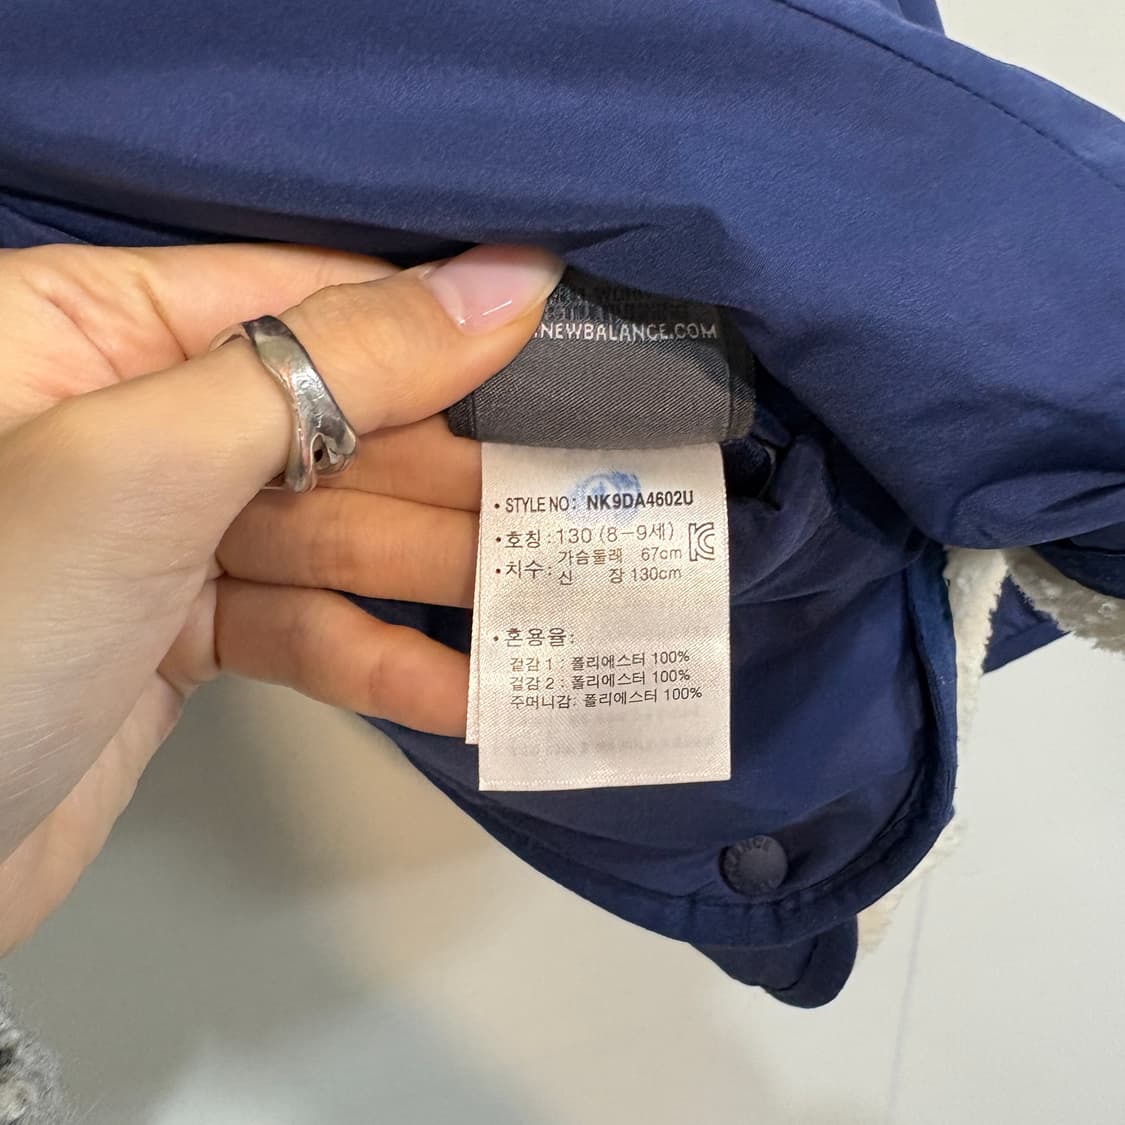 NEWBALANCE.COM
• STYLE NO : NK9DA4602U
• 호칭 : 130 (8-9세)
• 치수 : 가슴둘레 67cm
신 장 130cm
• 혼용율 :
겉감 1 : 폴리에스터 100%
겉감 2 : 폴리에스터 100%
주머니감 : 폴리에스터 100%